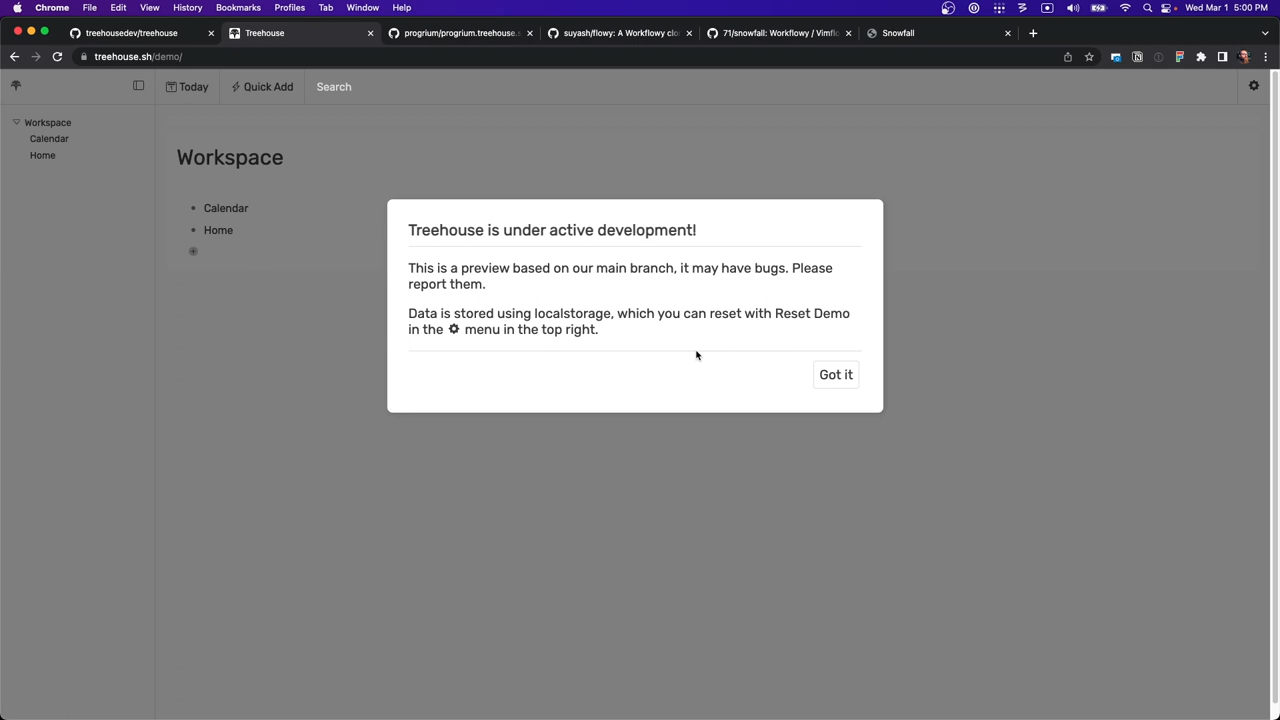 Chrome File Edit View History Bookmarks Profiles Tab Window Help Wed Mar 1 5:00 PM
treehousedev/treehouse Treehouse progrium/progrium.treehouse.s suyash/flowy: A Workflowy clo 71/snowfall: Workflowy / Vimflo Snowfall
treehouse.sh/demo/
Today Quick Add Search
Workspace
Calendar
Home
Workspace
Calendar
Home
Treehouse is under active development!
This is a preview based on our main branch, it may have bugs. Please
report them.
Data is stored using localstorage, which you can reset with Reset Demo
in the menu in the top right.
Got it